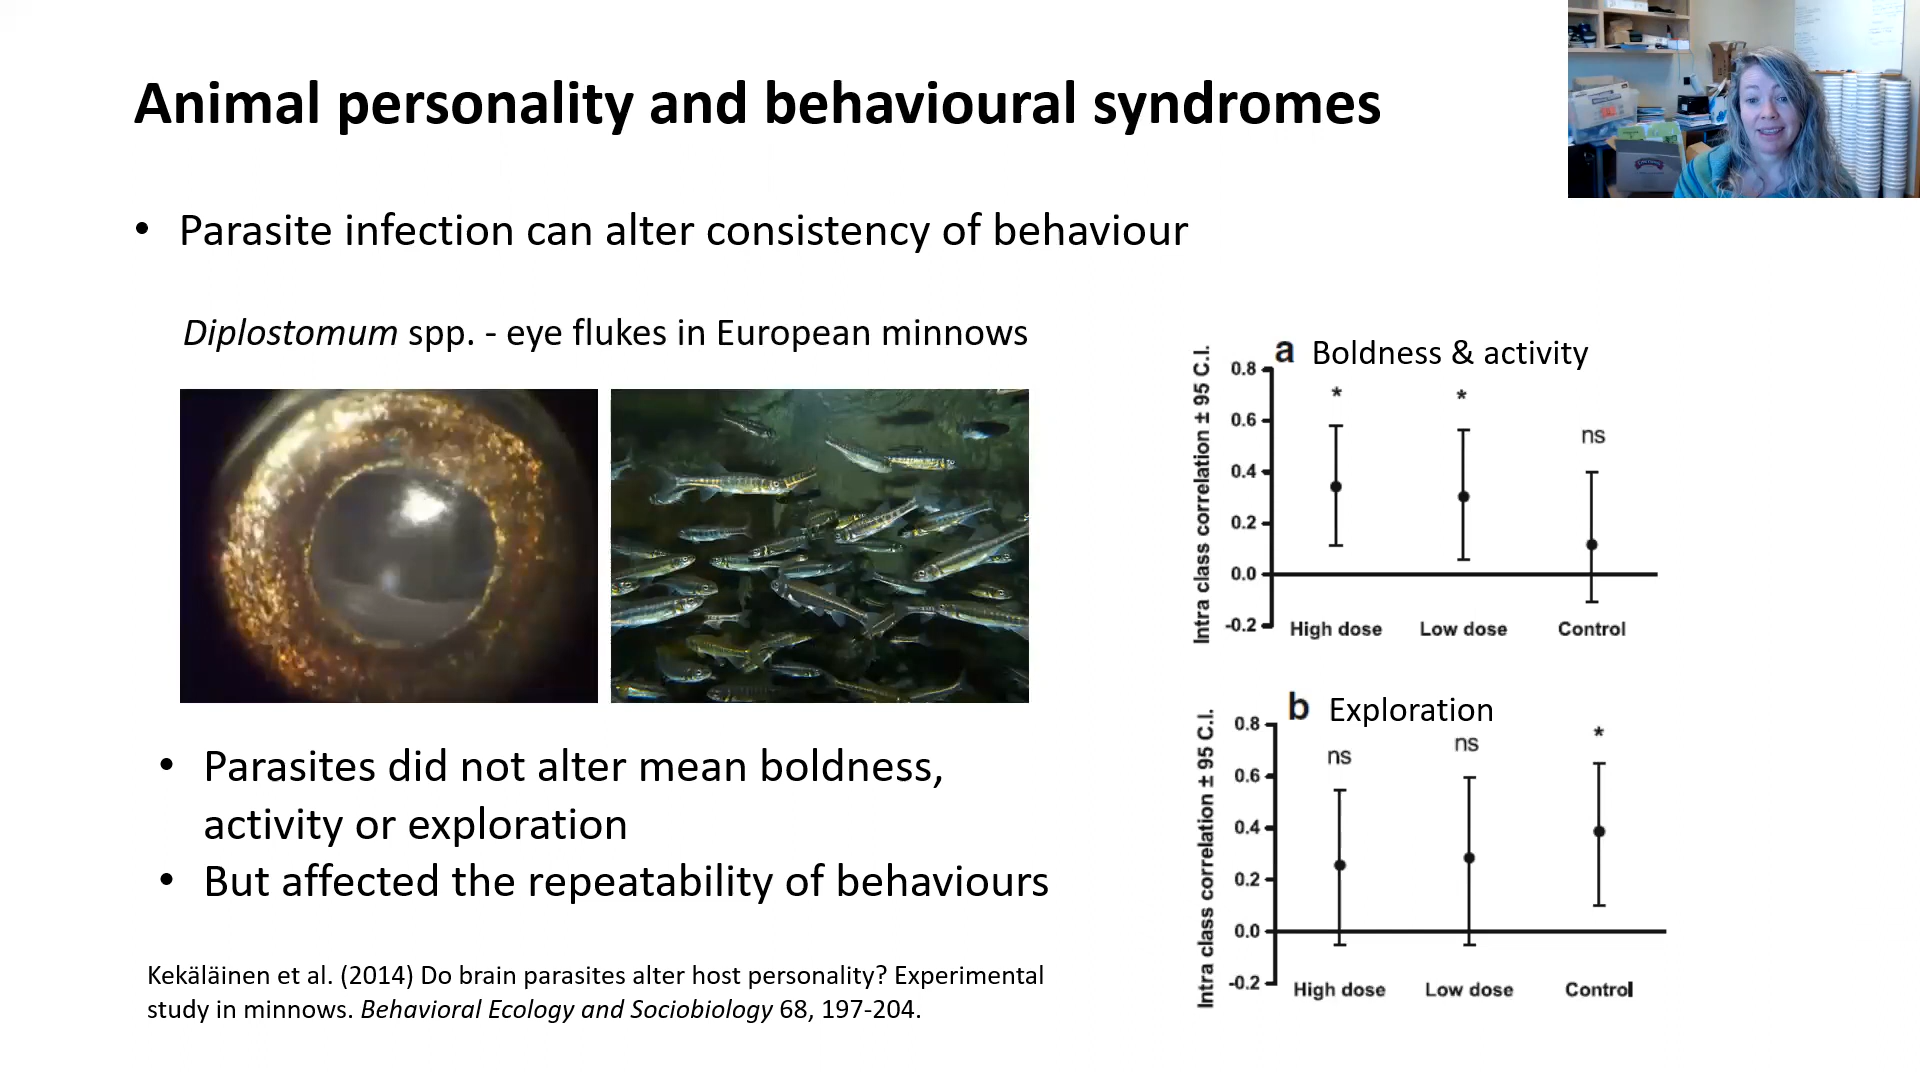 Animal personality and behavioural syndromes
• Parasite infection can alter consistency of behaviour
Diplostomum spp. - eye flukes in European minnows
• Parasites did not alter mean boldness,
activity or exploration
• But affected the repeatability of behaviours
Kekäläinen et al. (2014) Do brain parasites alter host personality? Experimental
study in minnows. Behavioral Ecology and Sociobiology 68, 197-204.
a Boldness & activity
Intra class correlation ± 95 C.I.
0.8
0.6
0.4
0.2
0.0
-0.2
* * ns
High dose Low dose Control
b Exploration
Intra class correlation ± 95 C.I.
0.8
0.6
0.4
0.2
0.0
-0.2
ns ns *
High dose Low dose Control